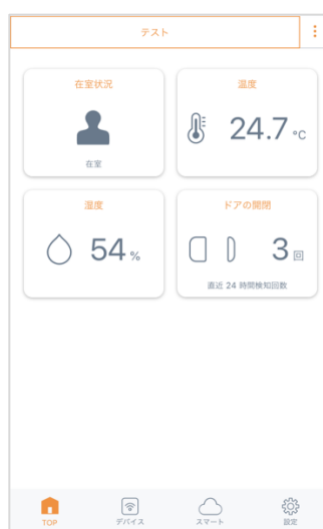 テスト
在室状況
在室
温度
24.7 °C
湿度
54 %
ドアの開閉
3 回
直近 24 時間検知回数
TOP
デバイス
スマート
設定